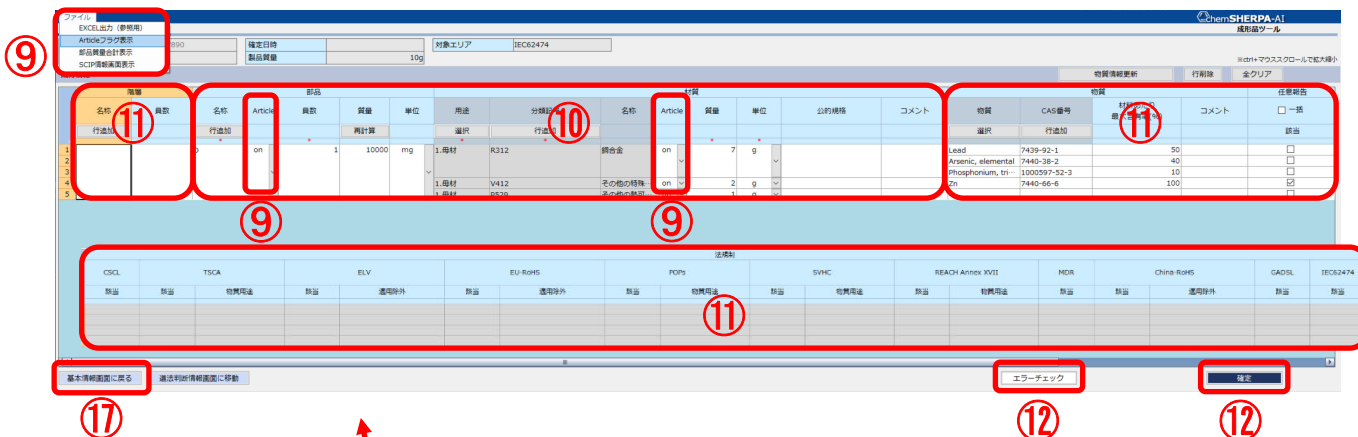 ファイル
EXCEL出力（参照用）
Articleフラグ表示
部品質量合計表示
SCIP情報画面表示
⑨
chemSHERPA-AI
成形品ツール
7890 確定日時 対象エリア IEC62474
製品質量 10g
※ctrl+マウススクロールで拡大縮小
物質情報更新 行削除 全クリア
階層 部品 材質 物質 任意報告
名称 員数 名称 Article 員数 質量 単位 用途 分類記号 名称 Article 質量 単位 公的規格 コメント 物質 CAS番号 コメント 一括
最大含有率(%)
⑪ ⑩ ⑪
行追加 行追加 再計算 選択 行追加 選択 行追加 該当
* * * * * *
1 on 1 10000 mg 1.母材 R312 銅合金 on 7 g Lead 7439-92-1 50
2 Arsenic, elemental 7440-38-2 40
3 Phosphonium, tri… 1000597-52-3 10
4 1.母材 V412 その他の特殊… on 2 g Zn 7440-66-6 100
5 1.母材 1 g
⑨ ⑨
法規制
CSCL TSCA ELV EU-RoHS POPs SVHC REACH Annex XVII MDR China-RoHS GADSL IEC62474
該当 該当 物質用途 該当 適用除外 該当 適用除外 該当 物質用途 該当 物質用途 該当 物質用途 該当 該当 適用除外 該当 該当
⑪
基本情報画面に戻る 遵法判断情報画面に移動 エラーチェック 確定
⑰ ⑫ ⑫